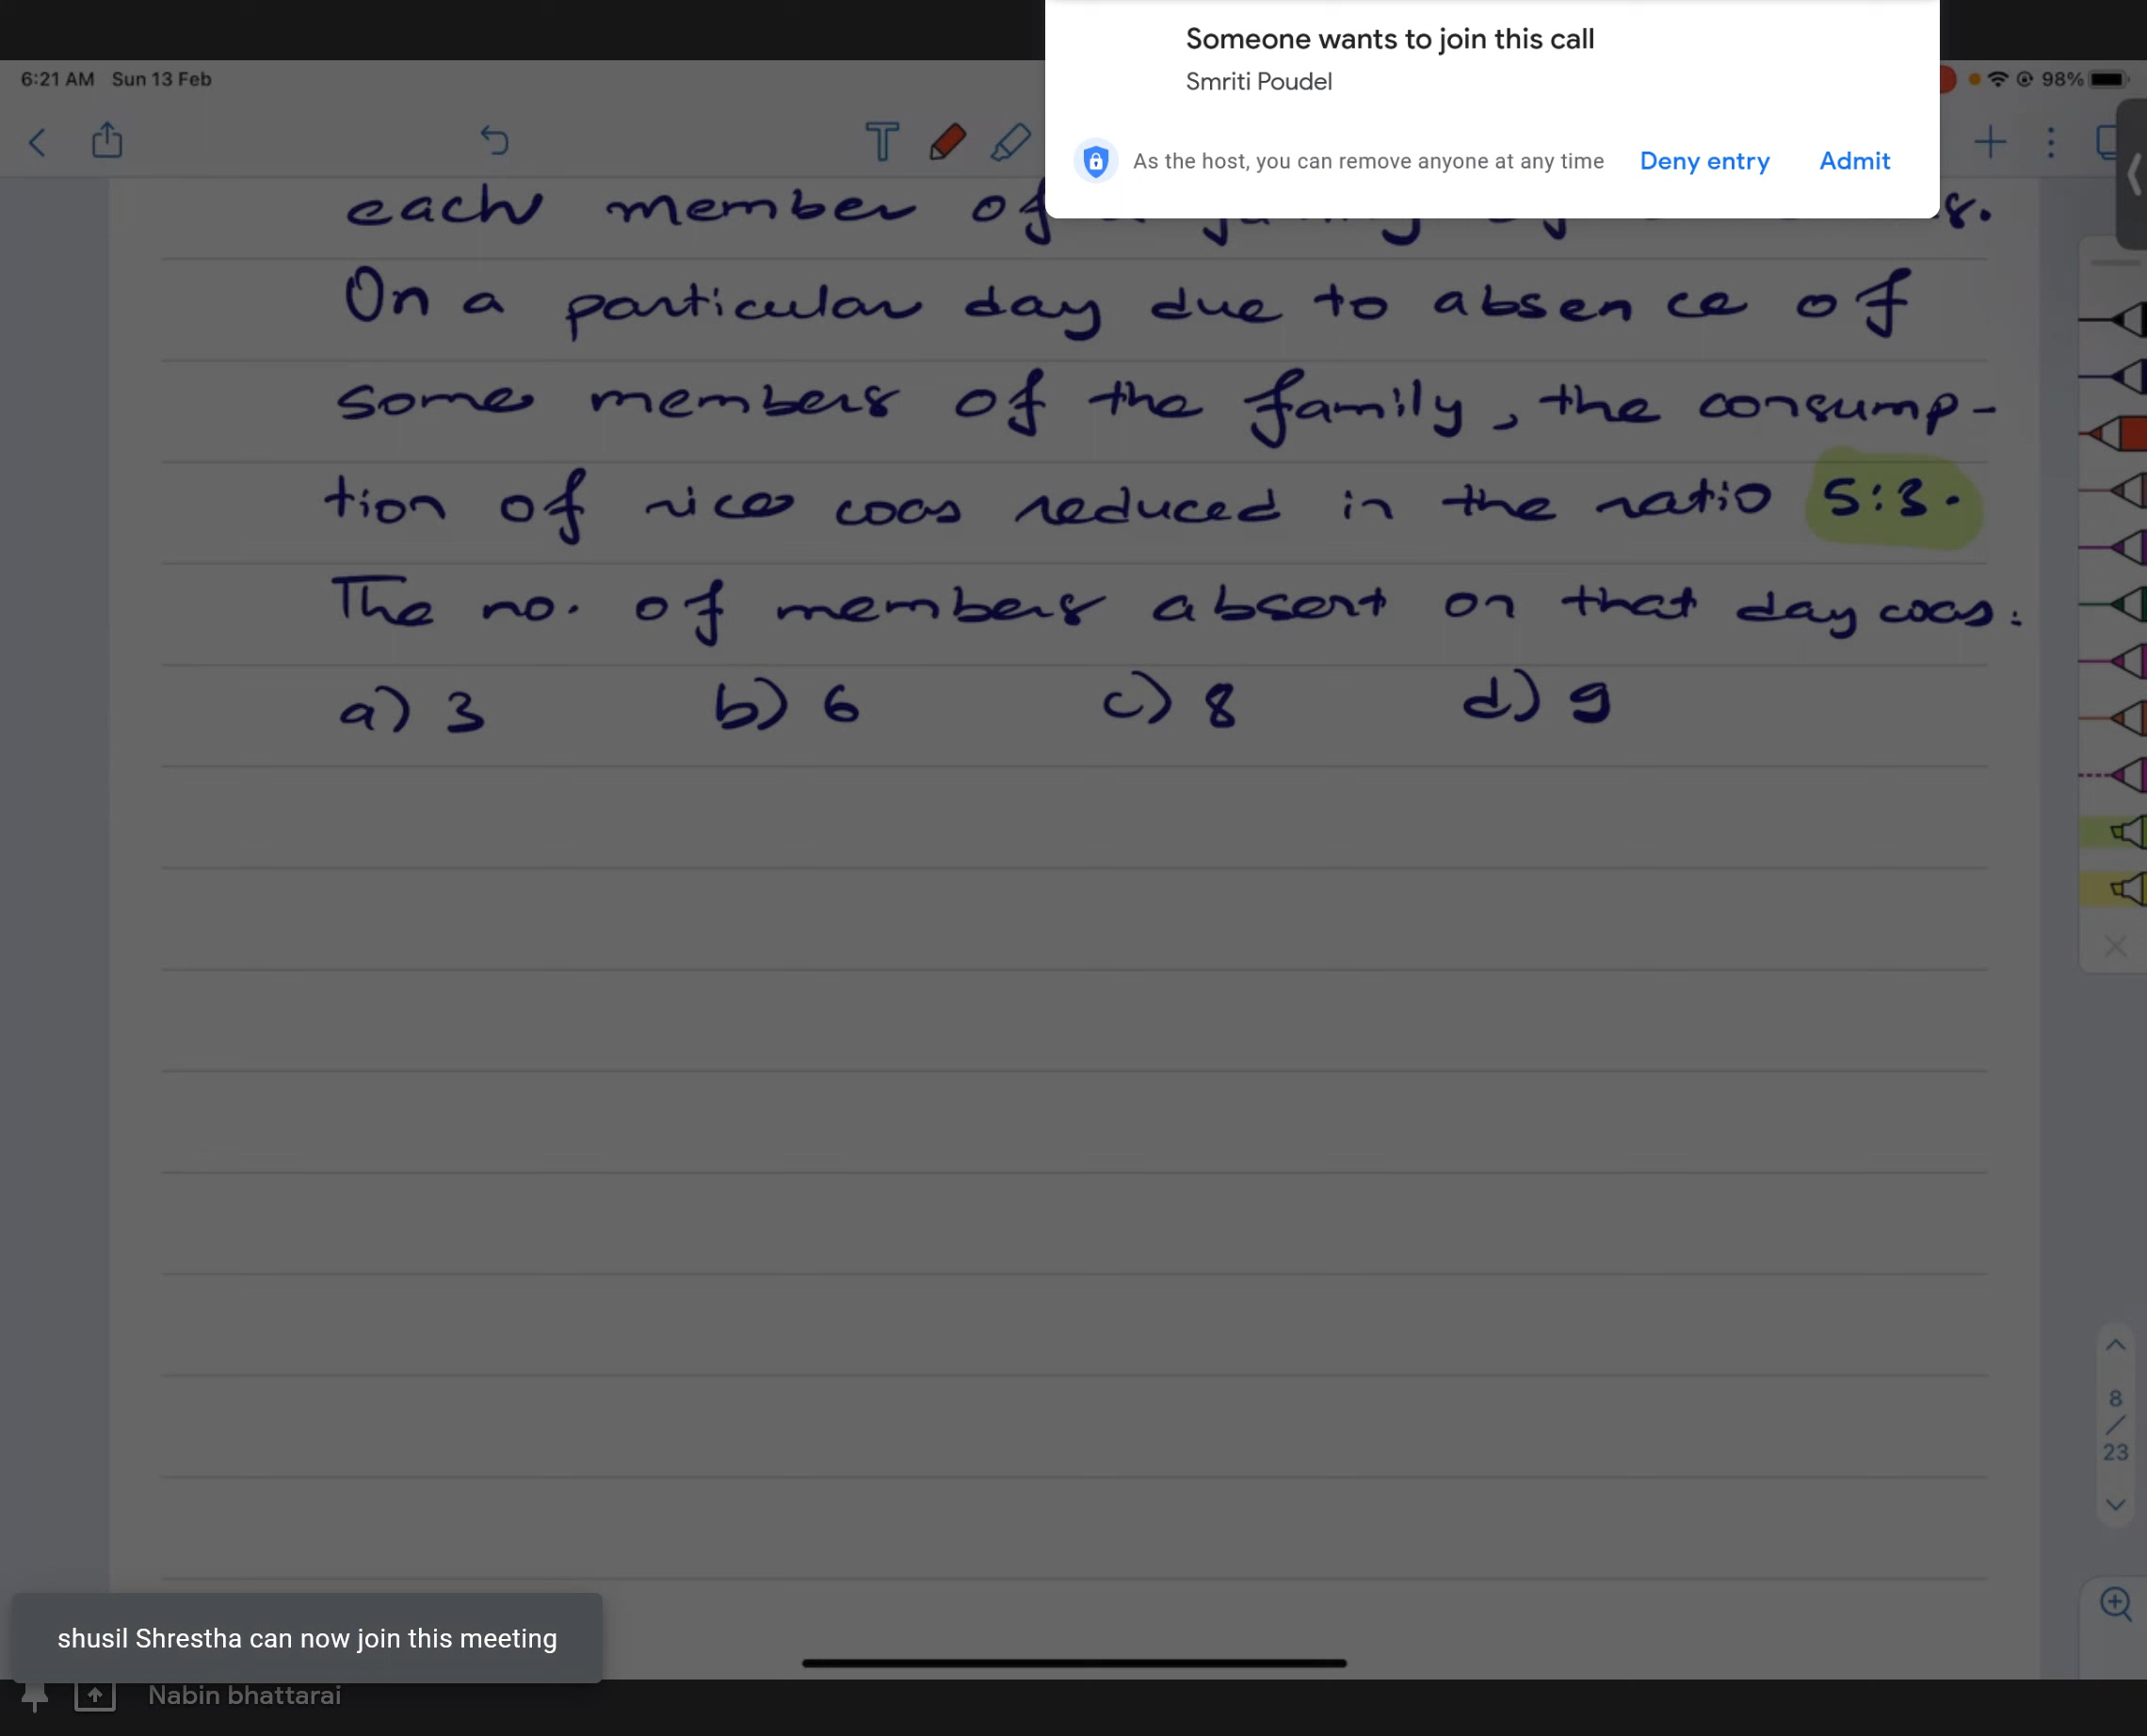 Someone wants to join this call
Smriti Poudel
6:21 AM Sun 13 Feb
98%
As the host, you can remove anyone at any time Deny entry Admit
each member of
On a particular day due to absence of
some members of the family, the consump-
tion of rice was reduced in the ratio 5:3.
The no. of members absent on that day was:
a) 3 b) 6 c) 8 d) 9
8
/
23
shusil Shrestha can now join this meeting
Nabin bhattarai